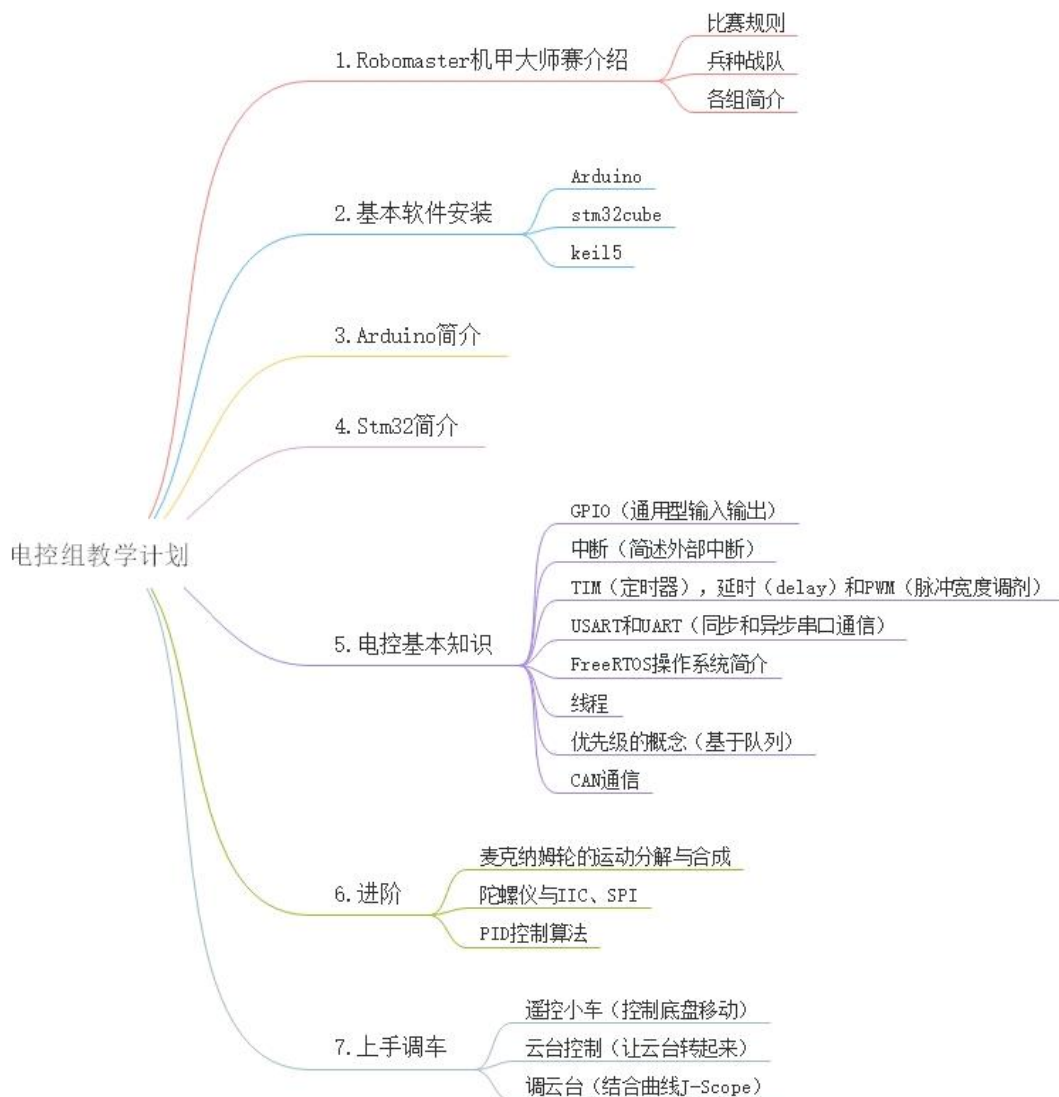 电控组教学计划
1.Robomaster机甲大师赛介绍
比赛规则
兵种战队
各组简介
2.基本软件安装
Arduino
stm32cube
keil5
3.Arduino简介
4.Stm32简介
5.电控基本知识
GPIO（通用型输入输出）
中断（简述外部中断）
TIM（定时器），延时（delay）和PWM（脉冲宽度调剂）
USART和UART（同步和异步串口通信）
FreeRTOS操作系统简介
线程
优先级的概念（基于队列）
CAN通信
6.进阶
麦克纳姆轮的运动分解与合成
陀螺仪与IIC、SPI
PID控制算法
7.上手调车
遥控小车（控制底盘移动）
云台控制（让云台转起来）
调云台（结合曲线J-Scope）